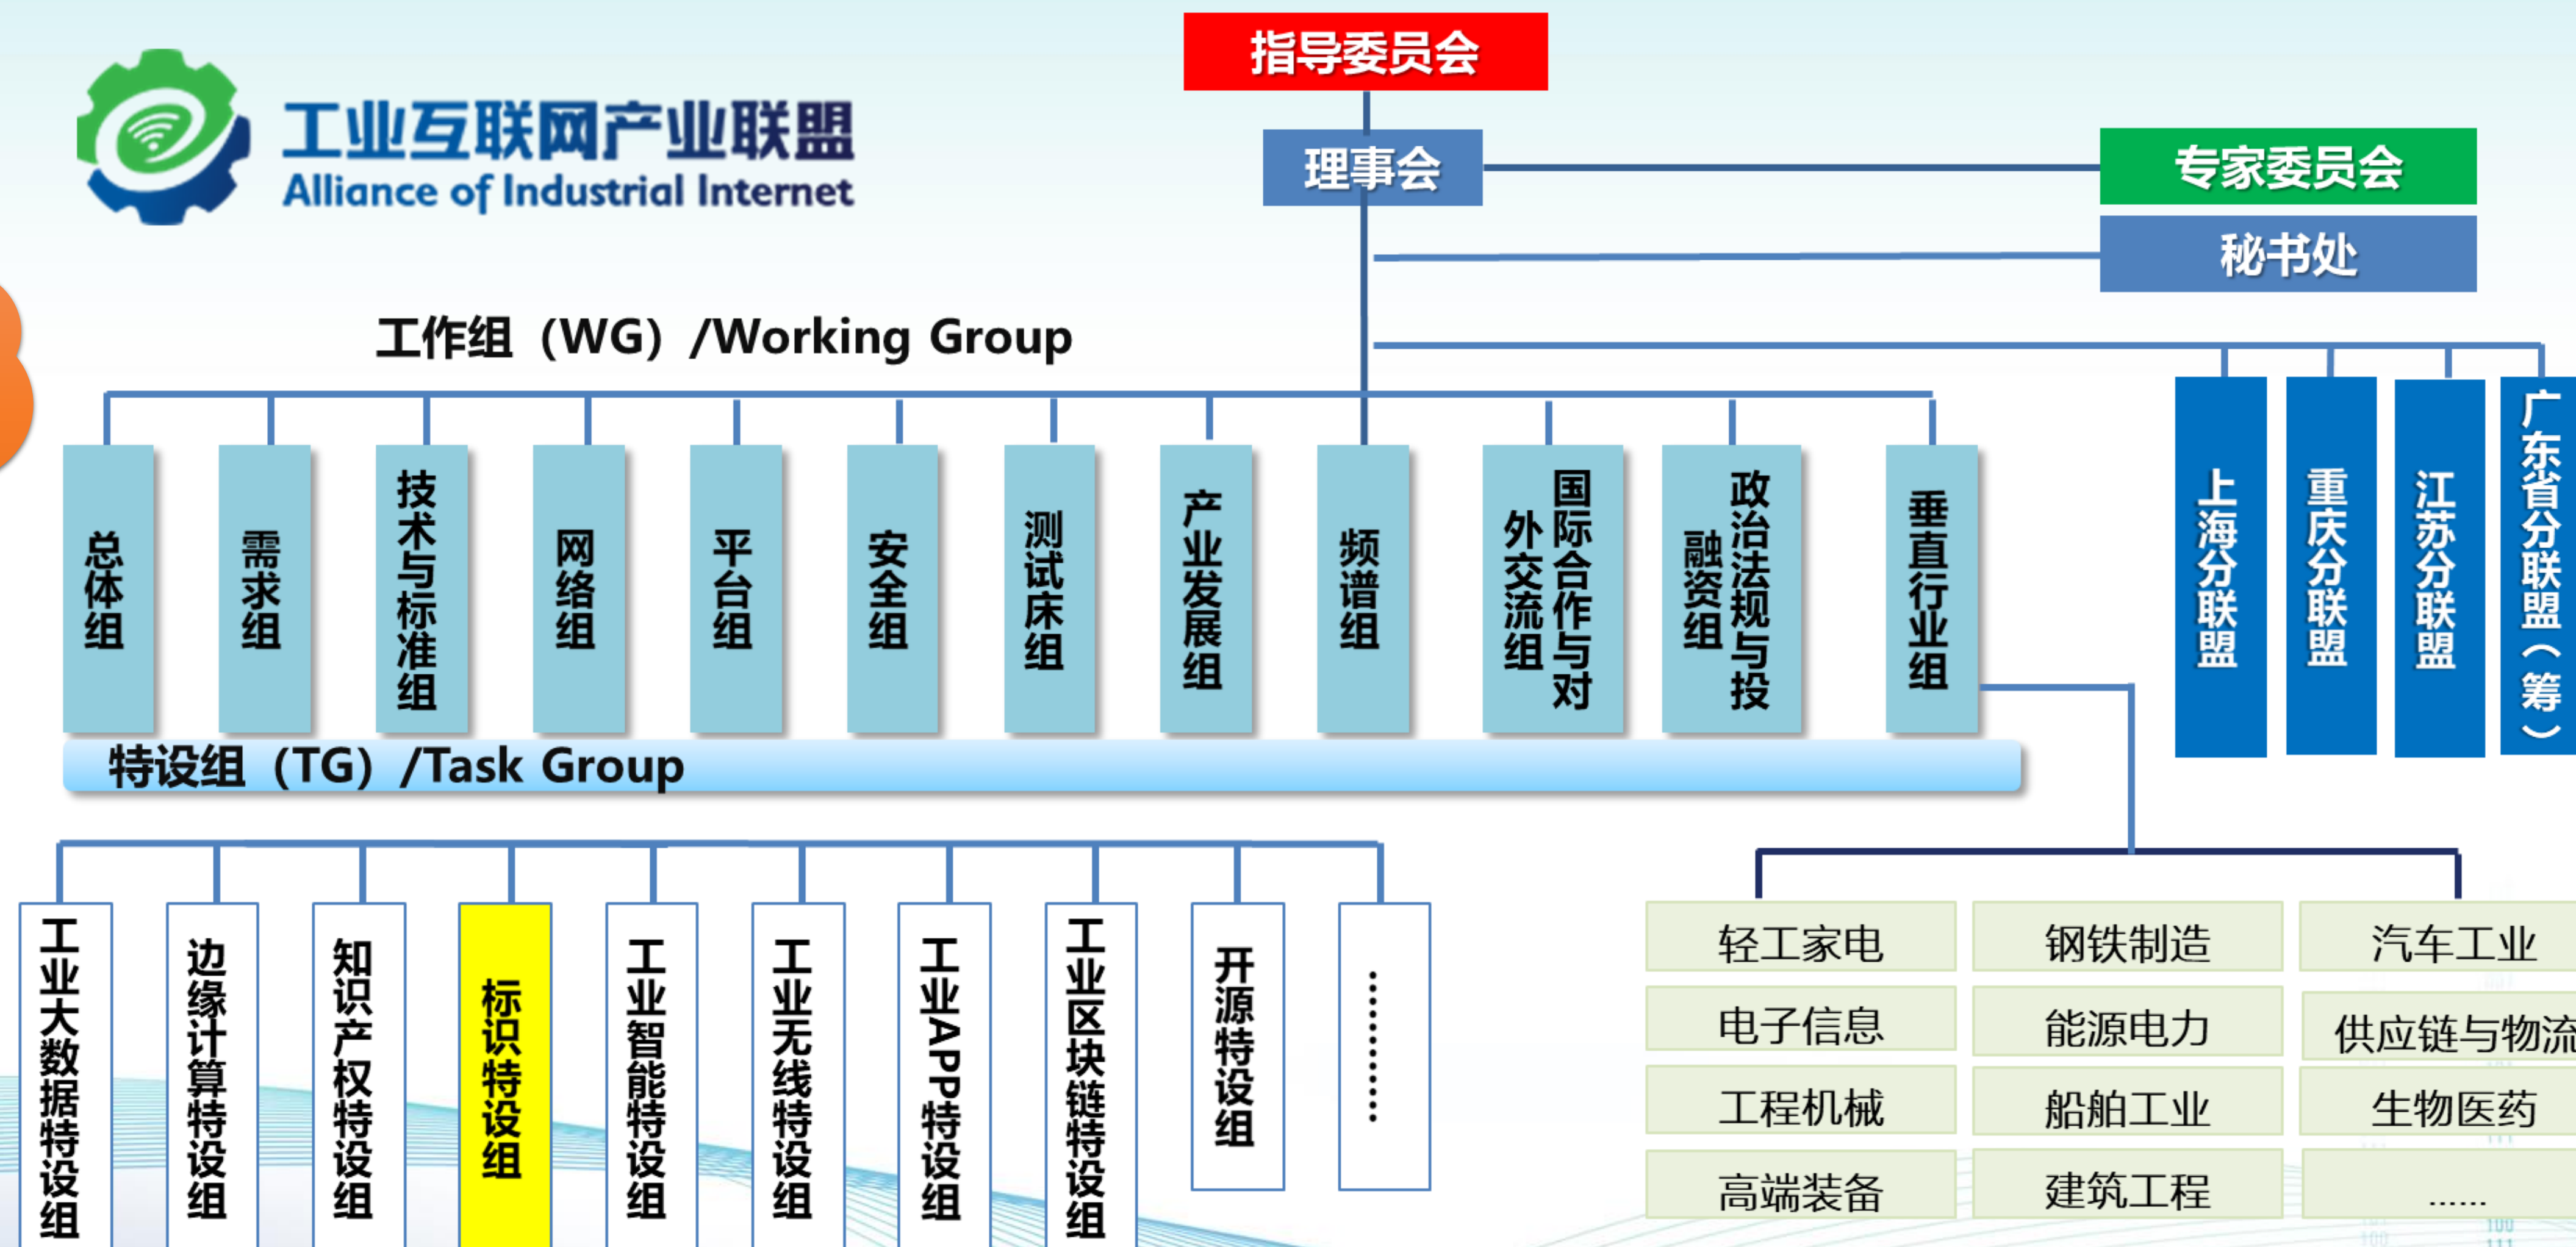 指导委员会
工业互联网产业联盟
Alliance of Industrial Internet
理事会
专家委员会
秘书处
工作组（WG）/Working Group
总体组
需求组
技术与标准组
网络组
平台组
安全组
测试床组
产业发展组
频谱组
国际合作与对
外交流组
政治法规与投
融资组
垂直行业组
上海分联盟
重庆分联盟
江苏分联盟
广东省分联盟（筹）
特设组（TG）/Task Group
工业大数据特设组
边缘计算特设组
知识产权特设组
标识特设组
工业智能特设组
工业无线特设组
工业APP特设组
工业区块链特设组
开源特设组
............
轻工家电
钢铁制造
汽车工业
电子信息
能源电力
供应链与物流
工程机械
船舶工业
生物医药
高端装备
建筑工程
......